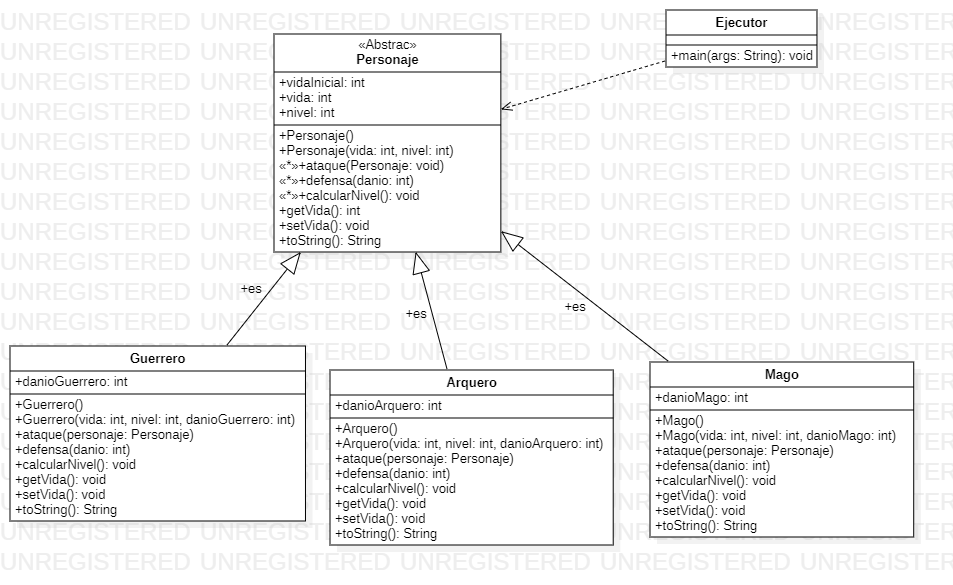 Ejecutor
+main(args: String): void
«Abstrac»
Personaje
+vidaInicial: int
+vida: int
+nivel: int
+Personaje()
+Personaje(vida: int, nivel: int)
«*»+ataque(Personaje: void)
«*»+defensa(danio: int)
«*»+calcularNivel(): void
+getVida(): int
+setVida(): void
+toString(): String
+es
+es
+es
Guerrero
+danioGuerrero: int
+Guerrero()
+Guerrero(vida: int, nivel: int, danioGuerrero: int)
+ataque(personaje: Personaje)
+defensa(danio: int)
+calcularNivel(): void
+getVida(): void
+setVida(): void
+toString(): String
Arquero
+danioArquero: int
+Arquero()
+Arquero(vida: int, nivel: int, danioArquero: int)
+ataque(personaje: Personaje)
+defensa(danio: int)
+calcularNivel(): void
+getVida(): void
+setVida(): void
+toString(): String
Mago
+danioMago: int
+Mago()
+Mago(vida: int, nivel: int, danioMago: int)
+ataque(personaje: Personaje)
+defensa(danio: int)
+calcularNivel(): void
+getVida(): void
+setVida(): void
+toString(): String
UNREGISTERED